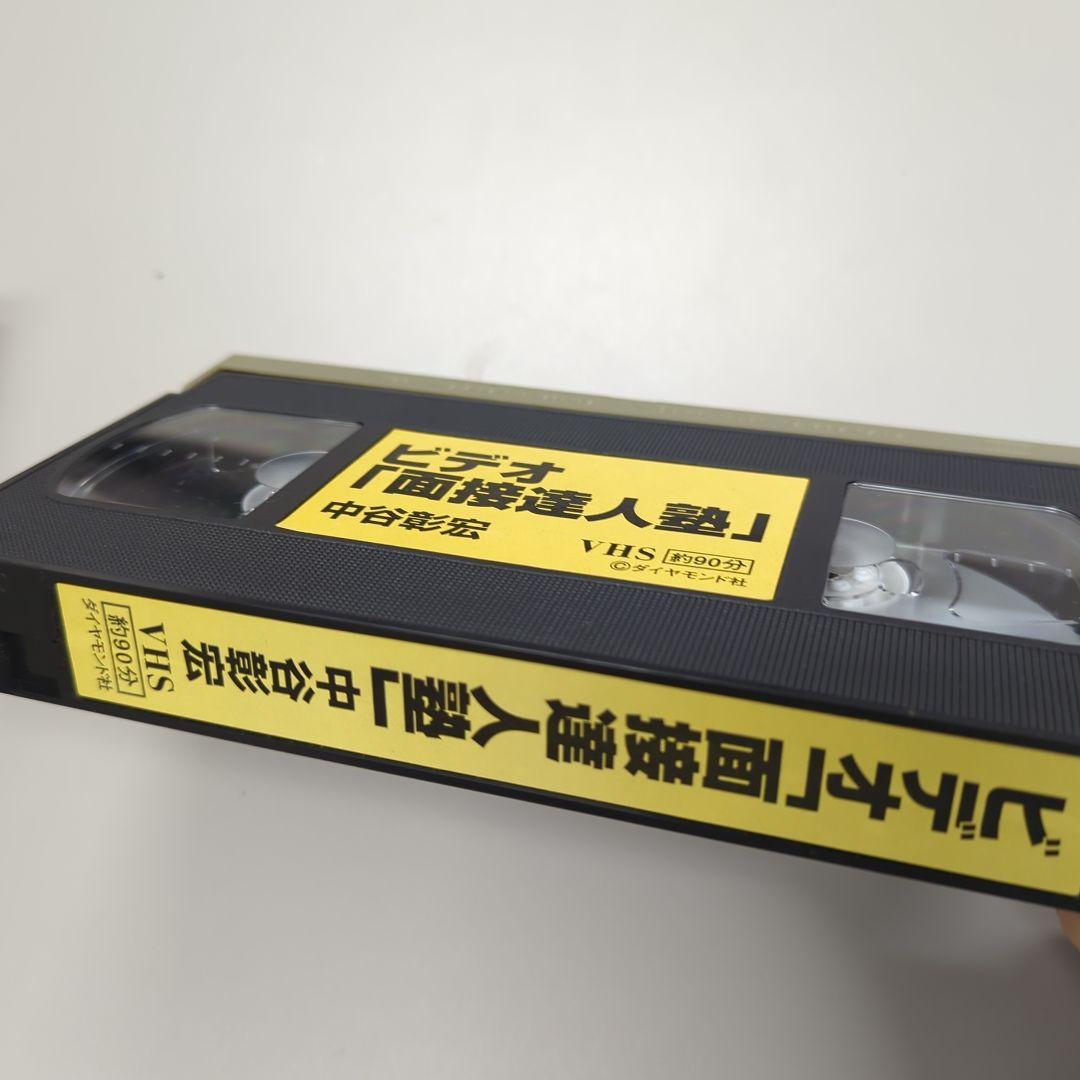 ビデオ
「面接達人塾」
中谷彰宏
VHS 約90分
©ダイヤモンド社
ビデオ「面接達人塾」中谷彰宏
VHS
約90分
ダイヤモンド社